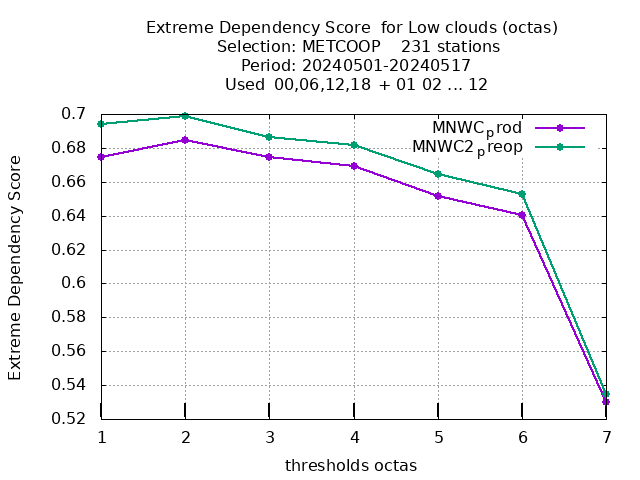 Extreme Dependency Score  for Low clouds (octas)
Selection: METCOOP    231 stations
Period: 20240501-20240517
Used  00,06,12,18 + 01 02 ... 12
MNWC_prod
MNWC2_preop
Extreme Dependency Score
0.7
0.68
0.66
0.64
0.62
0.6
0.58
0.56
0.54
0.52
1 2 3 4 5 6 7
thresholds octas